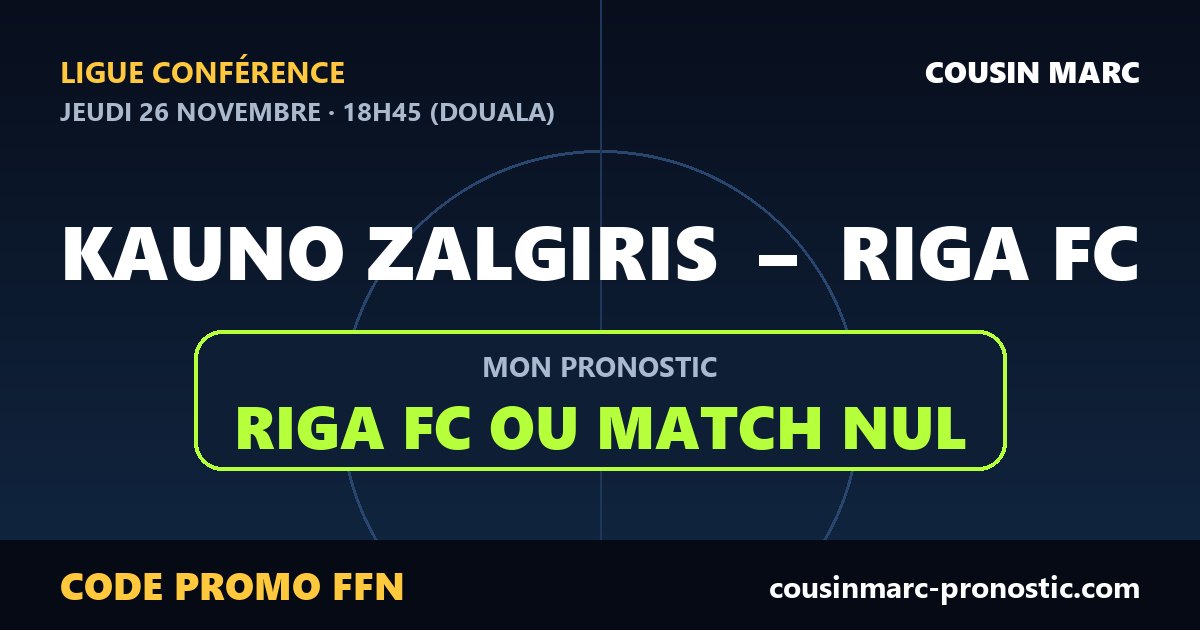 LIGUE CONFÉRENCE
COUSIN MARC
JEUDI 26 NOVEMBRE · 18H45 (DOUALA)
KAUNO ZALGIRIS – RIGA FC
MON PRONOSTIC
RIGA FC OU MATCH NUL
CODE PROMO FFN
cousinmarc-pronostic.com